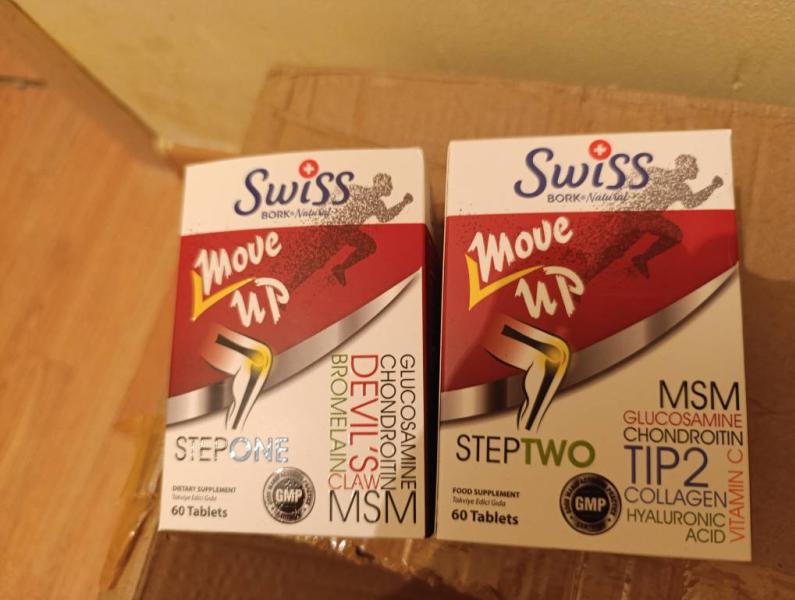 Swiss
BORK®Natural
Move
UP
GLUCOSAMINE
CHONDROITIN
DEVIL'S
CLAW
BROMELAIN
MSM
STEPONE
DIETARY SUPPLEMENT
Takviye Edici Gıda
60 Tablets
GMP
Swiss
BORK®Natural
Move
UP
MSM
GLUCOSAMINE
CHONDROITIN
TIP2
COLLAGEN
HYALURONIC
ACID
VITAMIN C
STEPTWO
FOOD SUPPLEMENT
Takviye Edici Gıda
60 Tablets
GMP